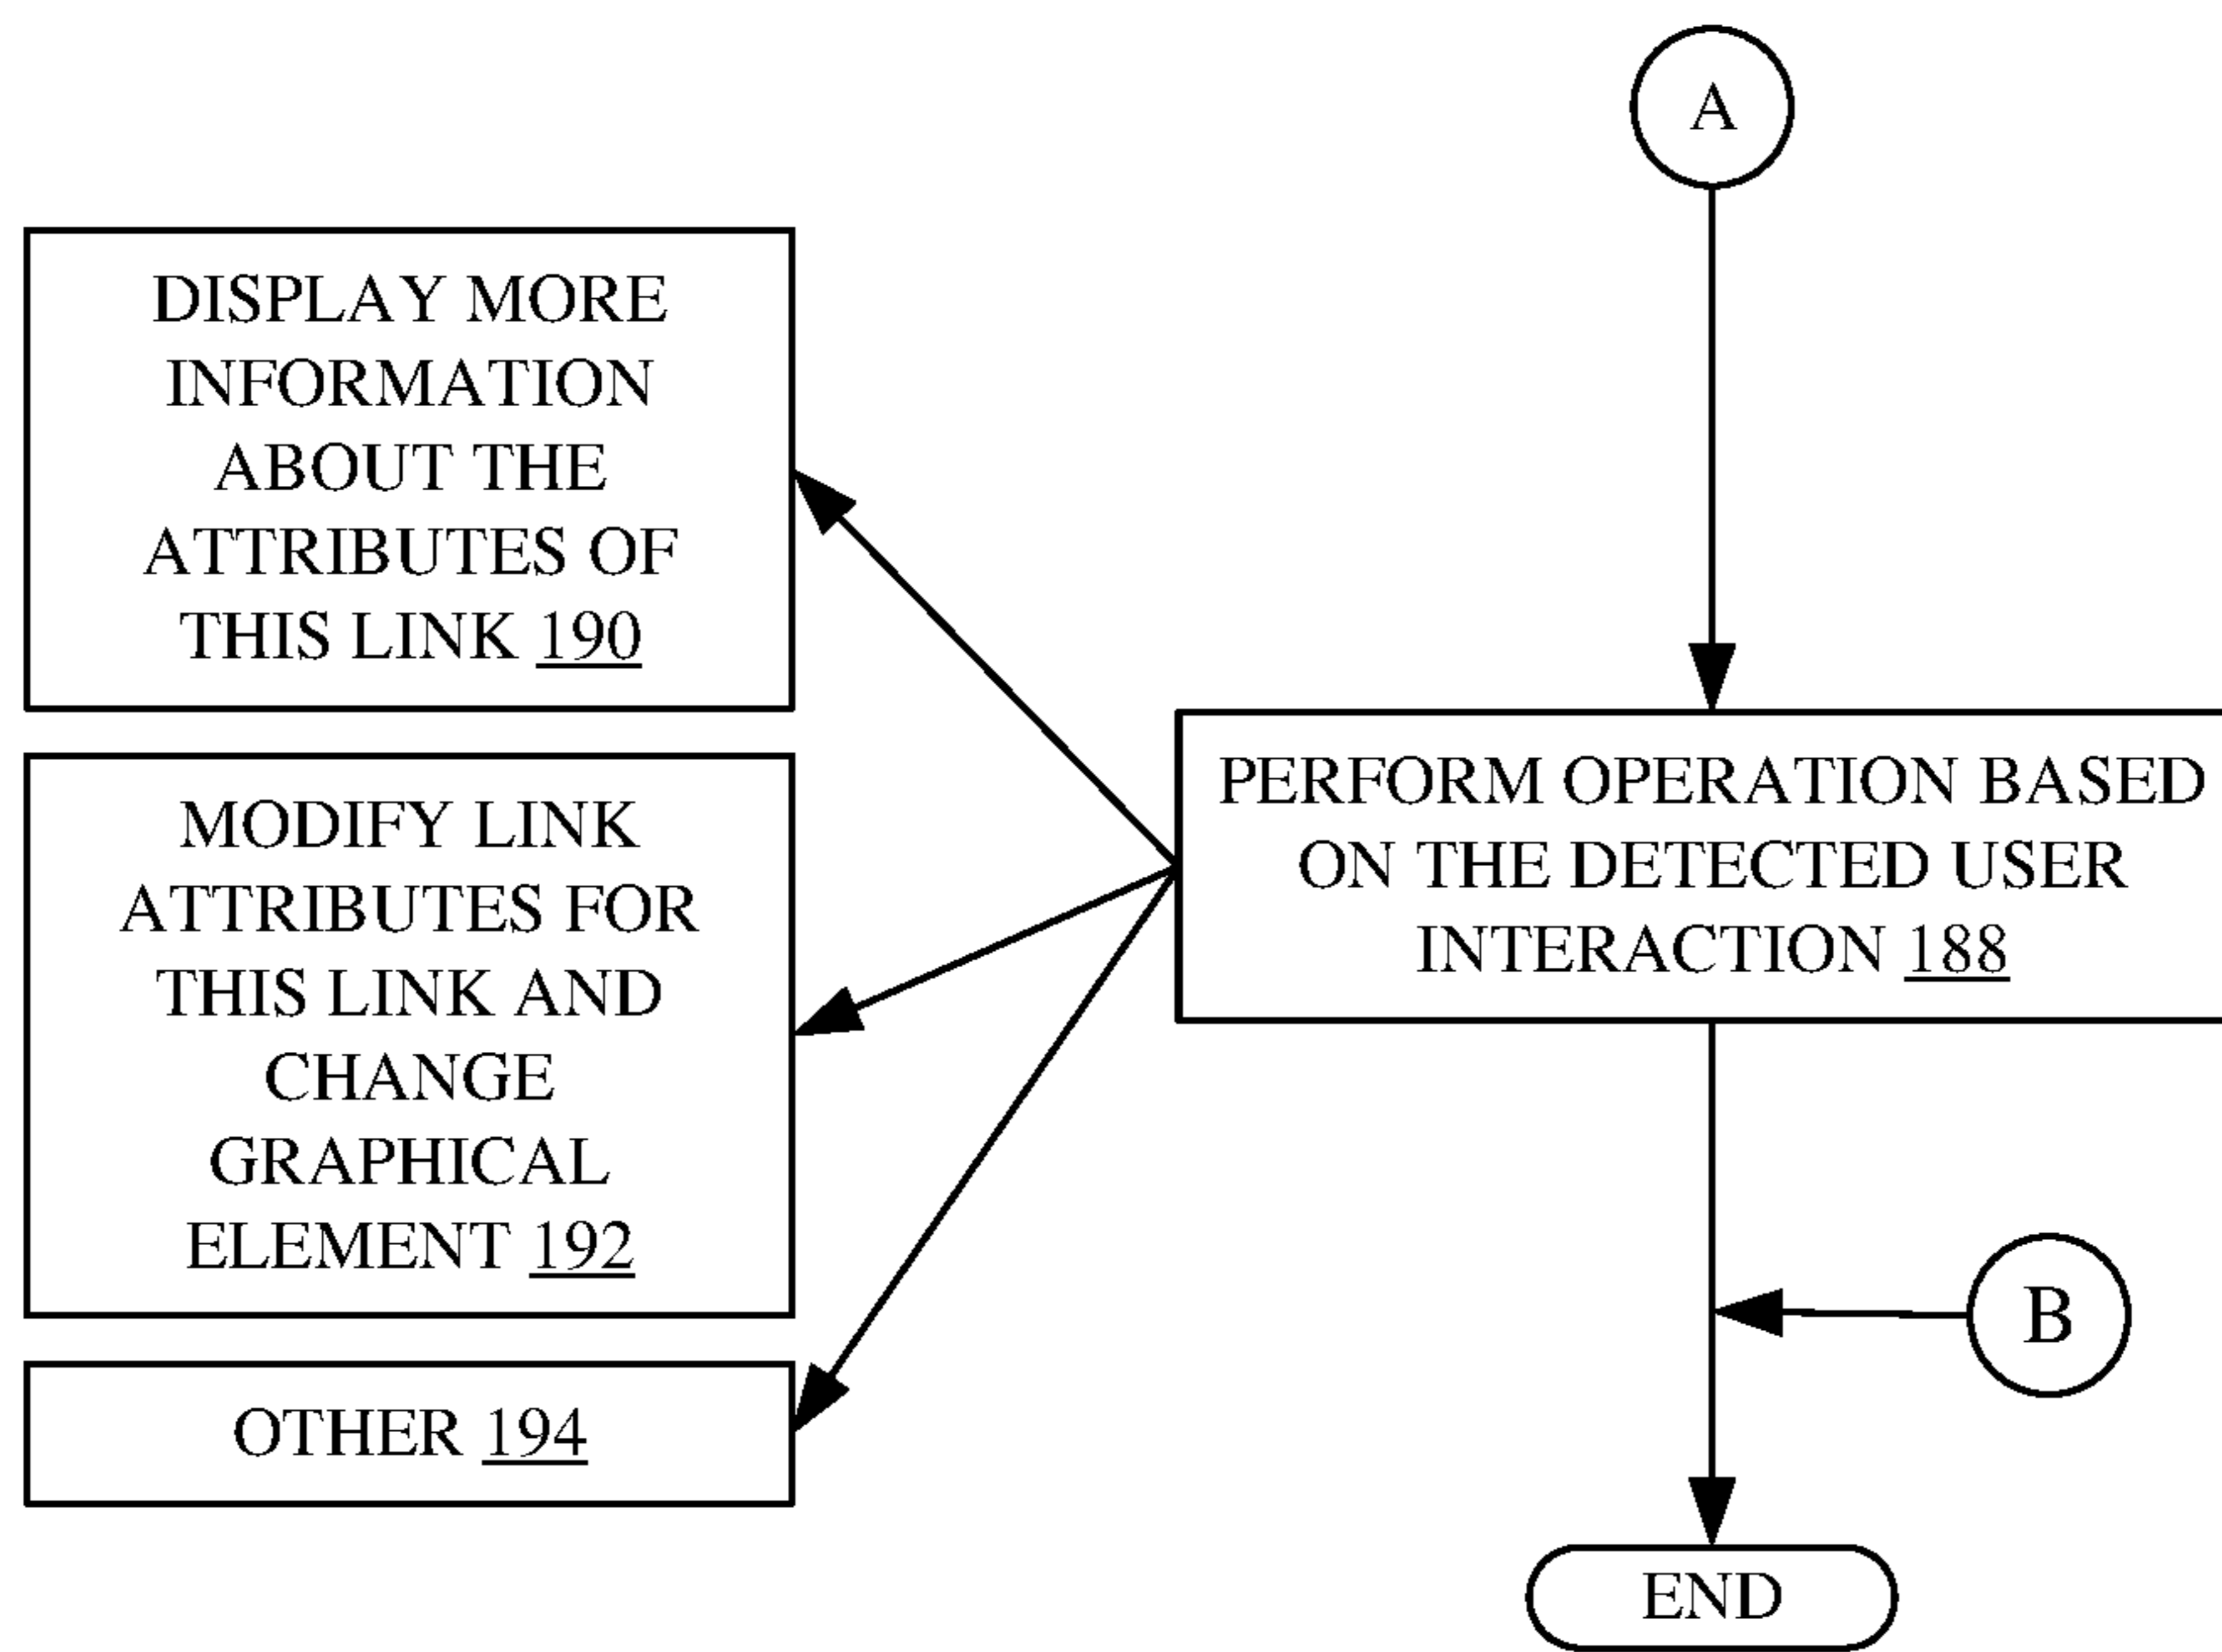 A
DISPLAY MORE
INFORMATION
ABOUT THE
ATTRIBUTES OF
THIS LINK 190
PERFORM OPERATION BASED
ON THE DETECTED USER
INTERACTION 188
MODIFY LINK
ATTRIBUTES FOR
THIS LINK AND
CHANGE
GRAPHICAL
ELEMENT 192
B
OTHER 194
END